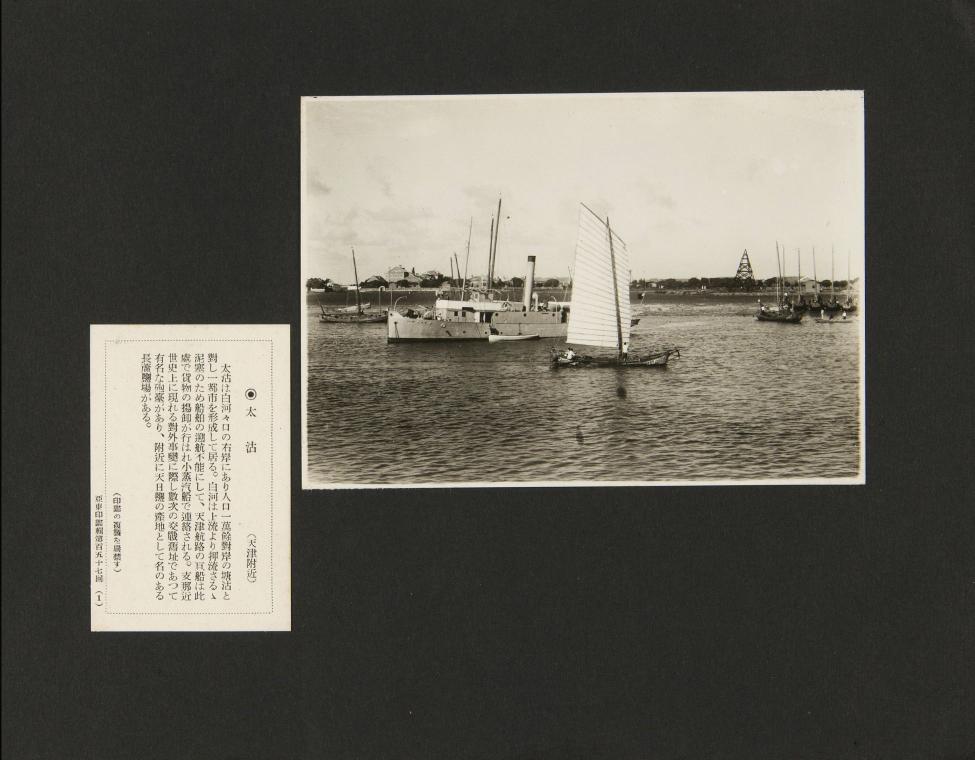 ◉太沽
(天津附近)
太沽は白河々口の右岸にあり人口一萬餘對岸の塘沽と
對し一都市を形成して居る。白河は上流より押流さるゝ
泥寒のため船舶の遡航不能にして、天津航路の巨船は此
處で貨物の揚卸が行はれ小蒸汽船で連絡される。支那近
世史上に現れる對外事變に際し數次の交戰舊址であつて
有名な砲臺があり、附近に天日鹽の產地として名のある
長蘆鹽場がある。
(印畫の複製を嚴禁す)
亞東印畫輯第百五十七回 (1)